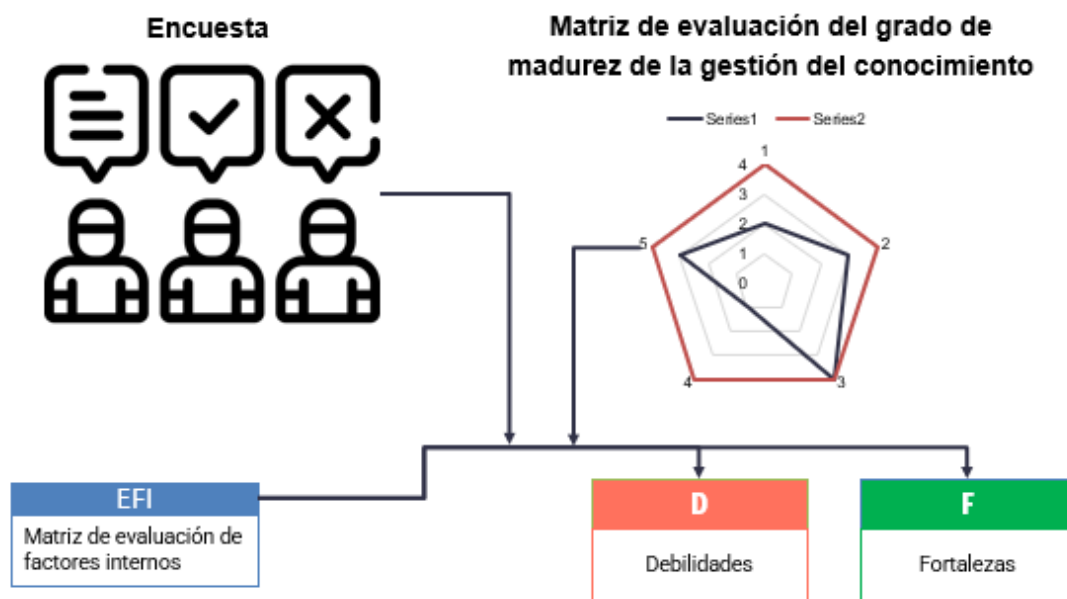 Encuesta
Matriz de evaluación del grado de
madurez de la gestión del conocimiento
Series1 Series2
1
4
3
2
1
0
5
2
4
3
EFI
Matriz de evaluación de
factores internos
D
Debilidades
F
Fortalezas